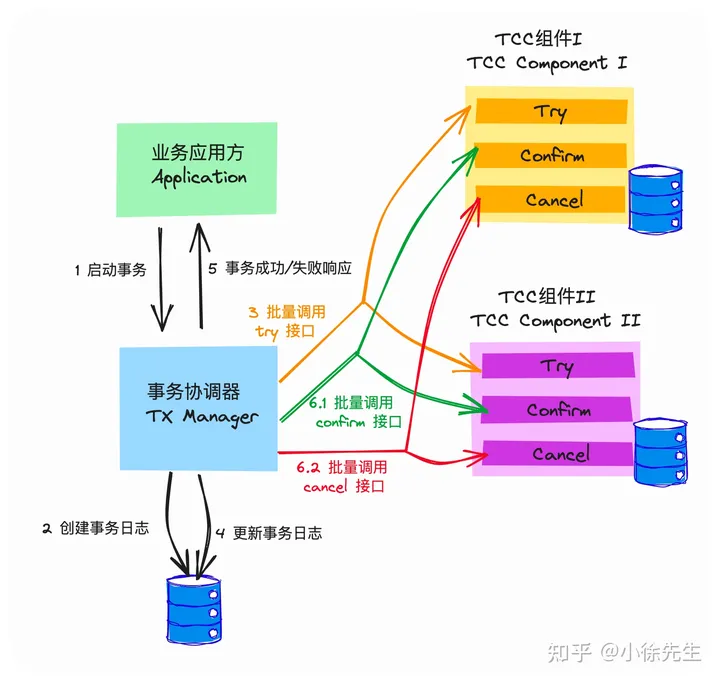 TCC组件I
TCC Component I
Try
Confirm
Cancel
业务应用方
Application
1 启动事务
5 事务成功/失败响应
3 批量调用
try 接口
TCC组件II
TCC Component II
Try
Confirm
Cancel
事务协调器
TX Manager
6.1 批量调用
confirm 接口
6.2 批量调用
cancel 接口
2 创建事务日志
4 更新事务日志
知乎 @小徐先生